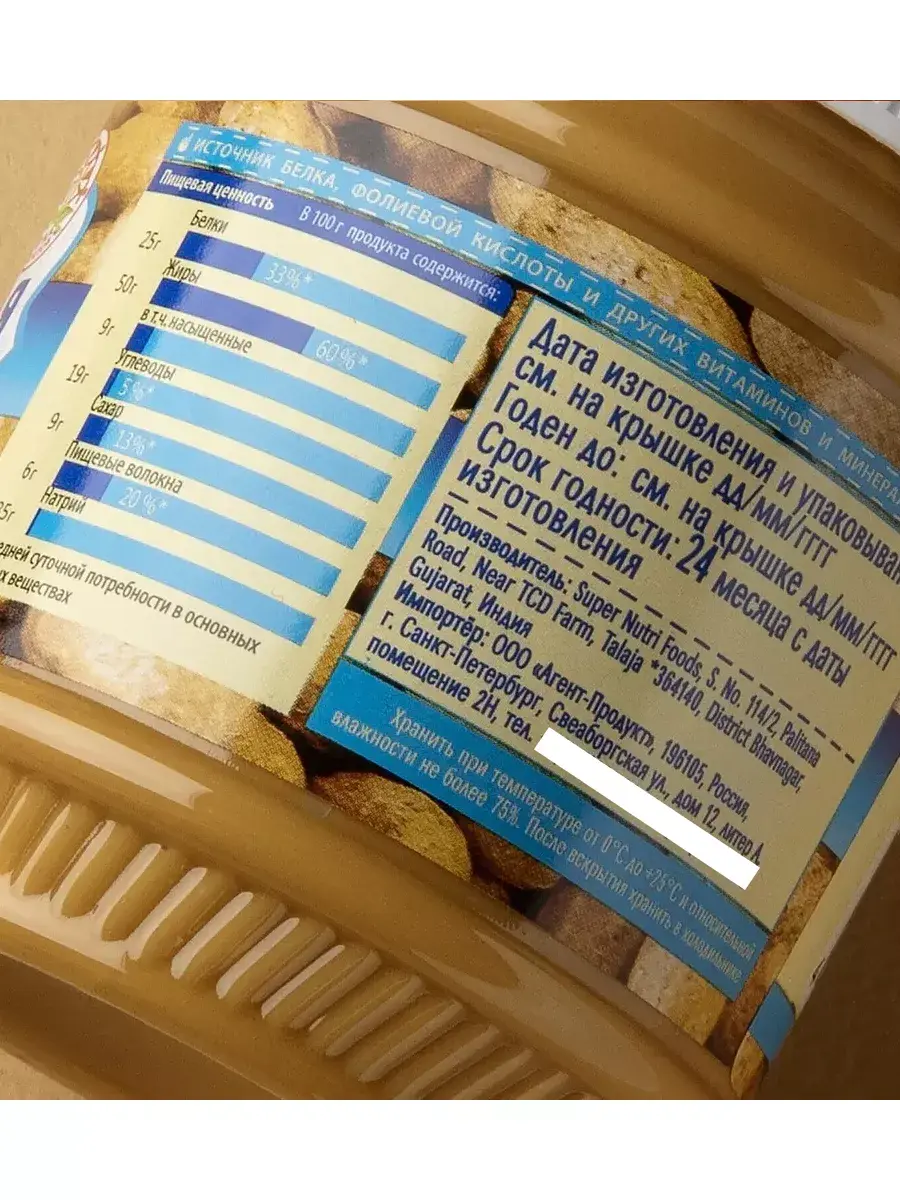 ИСТОЧНИК БЕЛКА, ФОЛИЕВОЙ КИСЛОТЫ И ДРУГИХ ВИТАМИНОВ И МИНЕРАЛ
Пищевая ценность В 100 г продукта содержится:
Белки
25г 33%*
Жиры
50г 60%*
в т.ч. насыщенные
9г
Углеводы
19г 5%*
Сахар
9г 13%*
Пищевые волокна
6г 20%*
Натрий
35г
едней суточной потребности в основных
х веществах
Дата изготовления и упаковыван
см. на крышке дд/мм/гггг
Годен до: см. на крышке дд/мм/гггг
Срок годности: 24 месяца с даты
изготовления
Производитель: Super Nutri Foods, S. No. 114/2, Palitana
Road, Near TCD Farm, Talaja *364140, District Bhavnagar,
Gujarat, Индия
Импортёр: ООО «Агент-Продукт», 196105, Россия,
г. Санкт-Петербург, Свеаборгская ул., дом 12, литер А,
помещение 2Н, тел.
Хранить при температуре от 0°С до +25°С и относительной
влажности не более 75%. После вскрытия хранить в холодильнике